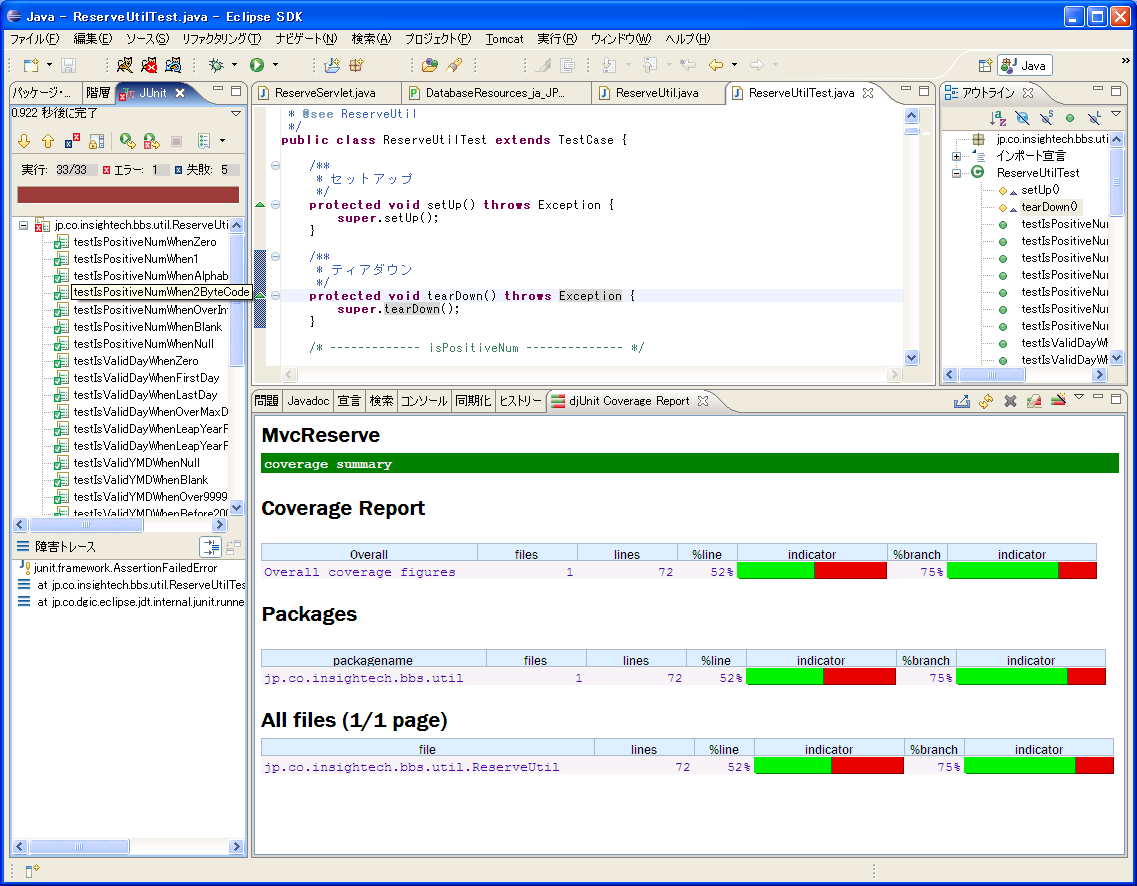 Java - ReserveUtilTest.java - Eclipse SDK
ファイル(F) 編集(E) ソース(S) リファクタリング(T) ナビゲート(N) 検索(A) プロジェクト(P) Tomcat 実行(R) ウィンドウ(W) ヘルプ(H)
Java
パッケージ・... 階層 JUnit
0.922 秒後に完了
実行: 33/33 エラー: 1 失敗: 5
jp.co.insightech.bbs.util.ReserveUti
testIsPositiveNumWhenZero
testIsPositiveNumWhen1
testIsPositiveNumWhenAlphab
testIsPositiveNumWhen2ByteCode
testIsPositiveNumWhenOverIn
testIsPositiveNumWhenBlank
testIsPositiveNumWhenNull
testIsValidDayWhenZero
testIsValidDayWhenFirstDay
testIsValidDayWhenLastDay
testIsValidDayWhenOverMaxD
testIsValidDayWhenLeapYearF
testIsValidDayWhenLeapYearF
testIsValidYMDWhenNull
testIsValidYMDWhenBlank
testIsValidYMDWhenOver9999
testIsValidYMDWhenBefore200
障害トレース
junit.framework.AssertionFailedError
at jp.co.insightech.bbs.util.ReserveUtilTes
at jp.co.dgic.eclipse.jdt.internal.junit.runne
ReserveServlet.java DatabaseResources_ja_JP... ReserveUtil.java ReserveUtilTest.java
* @see ReserveUtil
*/
public class ReserveUtilTest extends TestCase {
/**
* セットアップ
*/
protected void setUp() throws Exception {
super.setUp();
}
/**
* ティアダウン
*/
protected void tearDown() throws Exception {
super.tearDown();
}
/* ------------- isPositiveNum ------------- */
アウトライン
jp.co.insightech.bbs.uti
インポート宣言
ReserveUtilTest
setUp()
tearDown()
testIsPositiveNu
testIsPositiveNu
testIsPositiveNu
testIsPositiveNu
testIsPositiveNu
testIsPositiveNu
testIsPositiveNu
testIsValidDayWh
testIsValidDayWh
問題 Javadoc 宣言 検索 コンソール 同期化 ヒストリー djUnit Coverage Report
MvcReserve
coverage summary
Coverage Report
Overall files lines %line indicator %branch indicator
Overall coverage figures 1 72 52% 75%
Packages
packagename files lines %line indicator %branch indicator
jp.co.insightech.bbs.util 1 72 52% 75%
All files (1/1 page)
file lines %line indicator %branch indicator
jp.co.insightech.bbs.util.ReserveUtil 72 52% 75%